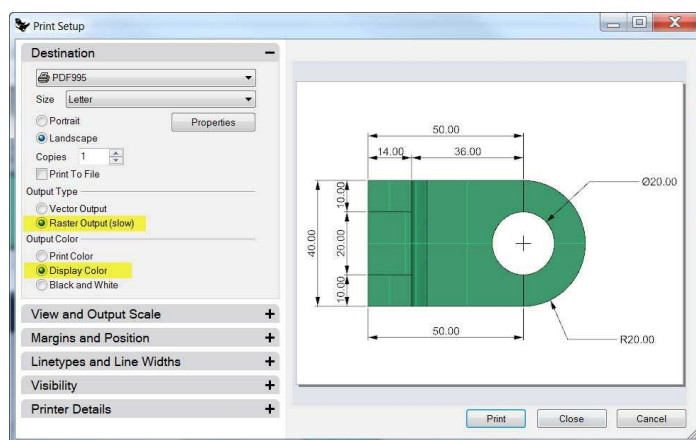 Print Setup
Destination
PDF995
Size Letter
Portrait
Properties
Landscape
Copies 1
Print To File
Output Type
Vector Output
Raster Output (slow)
Output Color
Print Color
Display Color
Black and White
View and Output Scale
Margins and Position
Linetypes and Line Widths
Visibility
Printer Details
50.00
14.00 36.00
Ø20.00
10.00
40.00
20.00
10.00
50.00
R20.00
Print Close Cancel